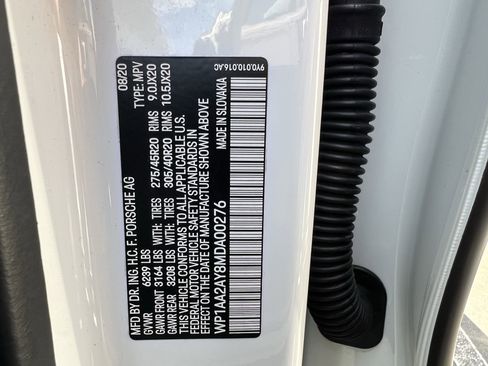 MFD. BY DR. ING. H.C. F. PORSCHE AG 08/20
GVWR 6239 LBS TYPE: MPV
GAWR FRONT 3164 LBS WITH: TIRES 275/45R20 RIMS 9.0JX20
GAWR REAR 3208 LBS WITH: TIRES 305/40R20 RIMS 10.5JX20
THIS VEHICLE CONFORMS TO ALL APPLICABLE U.S.
FEDERAL MOTOR VEHICLE SAFETY STANDARDS IN
EFFECT ON THE DATE OF MANUFACTURE SHOWN ABOVE
WP1AA2AY8MDA00276 MADE IN SLOVAKIA
9Y0.010.016.AC